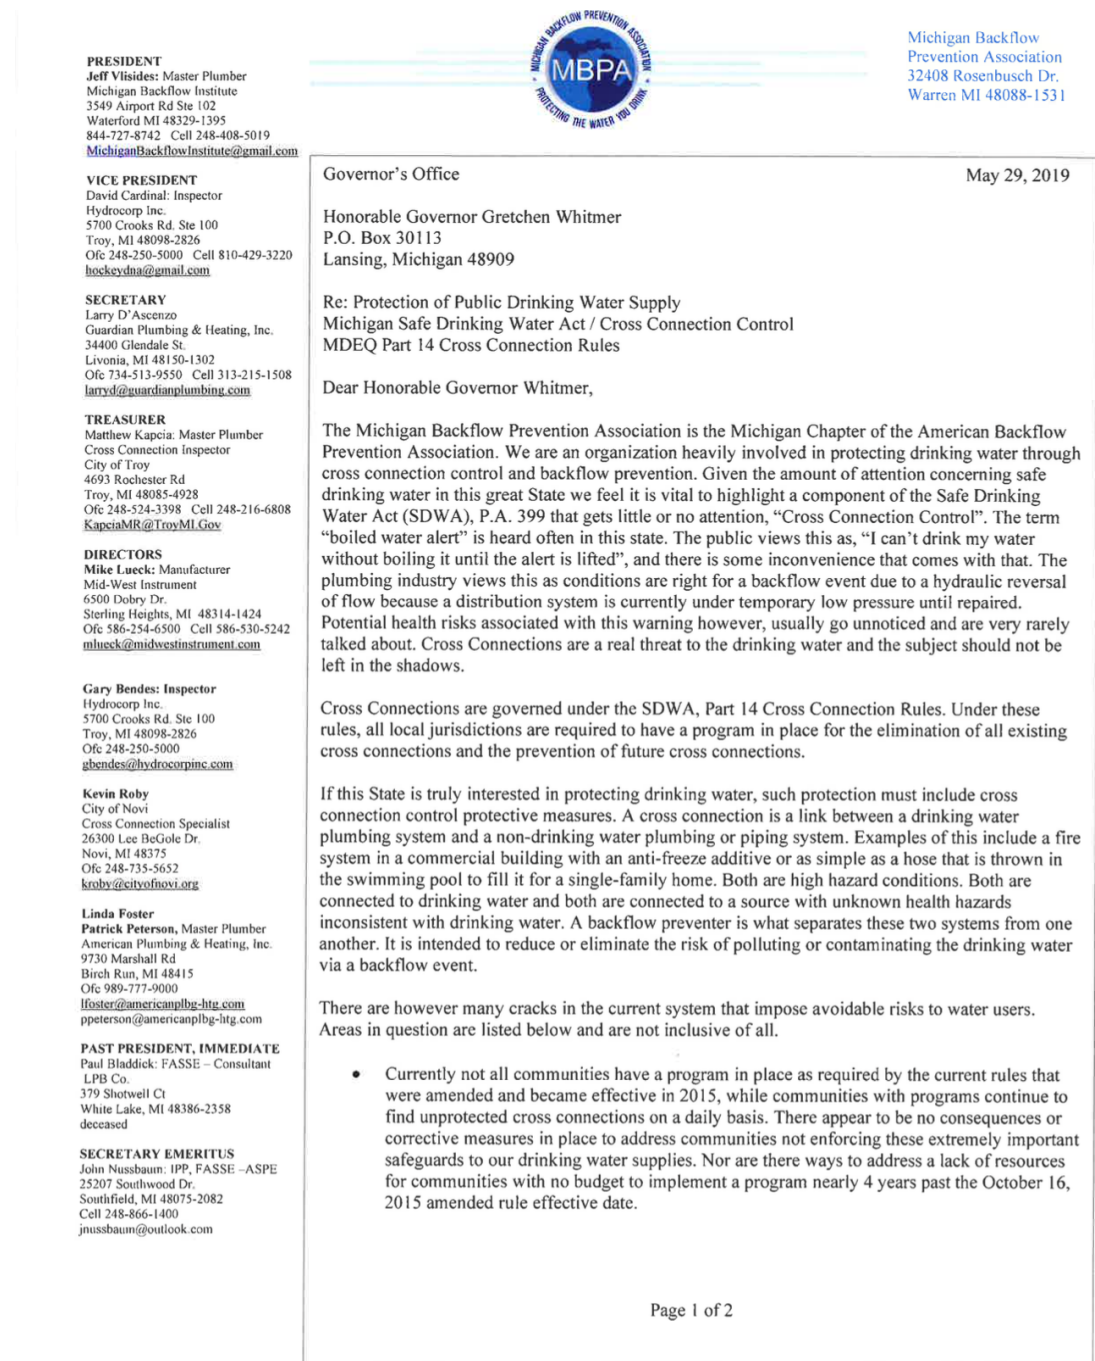 MICHIGAN BACKFLOW PREVENTION ASSOCIATION
MBPA
PROTECTING THE WATER YOU DRINK
Michigan Backflow
Prevention Association
32408 Rosenbusch Dr.
Warren MI 48088-1531
PRESIDENT
Jeff Vlisides: Master Plumber
Michigan Backflow Institute
3549 Airport Rd Ste 102
Waterford MI 48329-1395
844-727-8742 Cell 248-408-5019
MichiganBackflowInstitute@gmail.com
VICE PRESIDENT
David Cardinal: Inspector
Hydrocorp Inc.
5700 Crooks Rd. Ste 100
Troy, MI 48098-2826
Ofc 248-250-5000 Cell 810-429-3220
hockeydna@gmail.com
SECRETARY
Larry D'Ascenzo
Guardian Plumbing & Heating, Inc.
34400 Glendale St.
Livonia, MI 48150-1302
Ofc 734-513-9550 Cell 313-215-1508
larryd@guardianplumbing.com
TREASURER
Matthew Kapcia: Master Plumber
Cross Connection Inspector
City of Troy
4693 Rochester Rd
Troy, MI 48085-4928
Ofc 248-524-3398 Cell 248-216-6808
KapciaMR@TroyMI.Gov
DIRECTORS
Mike Lueck: Manufacturer
Mid-West Instrument
6500 Dobry Dr.
Sterling Heights, MI 48314-1424
Ofc 586-254-6500 Cell 586-530-5242
mlueck@midwestinstrument.com
Gary Bendes: Inspector
Hydrocorp Inc.
5700 Crooks Rd. Ste 100
Troy, MI 48098-2826
Ofc 248-250-5000
gbendes@hydrocorpinc.com
Kevin Roby
City of Novi
Cross Connection Specialist
26300 Lee BeGole Dr.
Novi, MI 48375
Ofc 248-735-5652
kroby@cityofnovi.org
Linda Foster
Patrick Peterson, Master Plumber
American Plumbing & Heating, Inc.
9730 Marshall Rd
Birch Run, MI 48415
Ofc 989-777-9000
lfoster@americanplbg-htg.com
ppeterson@americanplbg-htg.com
PAST PRESIDENT, IMMEDIATE
Paul Bladdick: FASSE – Consultant
LPB Co.
379 Shotwell Ct
White Lake, MI 48386-2358
deceased
SECRETARY EMERITUS
John Nussbaum: IPP, FASSE –ASPE
25207 Southwood Dr.
Southfield, MI 48075-2082
Cell 248-866-1400
jnussbaum@outlook.com
Governor's Office May 29, 2019
Honorable Governor Gretchen Whitmer
P.O. Box 30113
Lansing, Michigan 48909
Re: Protection of Public Drinking Water Supply
Michigan Safe Drinking Water Act / Cross Connection Control
MDEQ Part 14 Cross Connection Rules
Dear Honorable Governor Whitmer,
The Michigan Backflow Prevention Association is the Michigan Chapter of the American Backflow
Prevention Association. We are an organization heavily involved in protecting drinking water through
cross connection control and backflow prevention. Given the amount of attention concerning safe
drinking water in this great State we feel it is vital to highlight a component of the Safe Drinking
Water Act (SDWA), P.A. 399 that gets little or no attention, “Cross Connection Control”. The term
“boiled water alert” is heard often in this state. The public views this as, “I can't drink my water
without boiling it until the alert is lifted”, and there is some inconvenience that comes with that. The
plumbing industry views this as conditions are right for a backflow event due to a hydraulic reversal
of flow because a distribution system is currently under temporary low pressure until repaired.
Potential health risks associated with this warning however, usually go unnoticed and are very rarely
talked about. Cross Connections are a real threat to the drinking water and the subject should not be
left in the shadows.
Cross Connections are governed under the SDWA, Part 14 Cross Connection Rules. Under these
rules, all local jurisdictions are required to have a program in place for the elimination of all existing
cross connections and the prevention of future cross connections.
If this State is truly interested in protecting drinking water, such protection must include cross
connection control protective measures. A cross connection is a link between a drinking water
plumbing system and a non-drinking water plumbing or piping system. Examples of this include a fire
system in a commercial building with an anti-freeze additive or as simple as a hose that is thrown in
the swimming pool to fill it for a single-family home. Both are high hazard conditions. Both are
connected to drinking water and both are connected to a source with unknown health hazards
inconsistent with drinking water. A backflow preventer is what separates these two systems from one
another. It is intended to reduce or eliminate the risk of polluting or contaminating the drinking water
via a backflow event.
There are however many cracks in the current system that impose avoidable risks to water users.
Areas in question are listed below and are not inclusive of all.
• Currently not all communities have a program in place as required by the current rules that
were amended and became effective in 2015, while communities with programs continue to
find unprotected cross connections on a daily basis. There appear to be no consequences or
corrective measures in place to address communities not enforcing these extremely important
safeguards to our drinking water supplies. Nor are there ways to address a lack of resources
for communities with no budget to implement a program nearly 4 years past the October 16,
2015 amended rule effective date.
Page 1 of 2